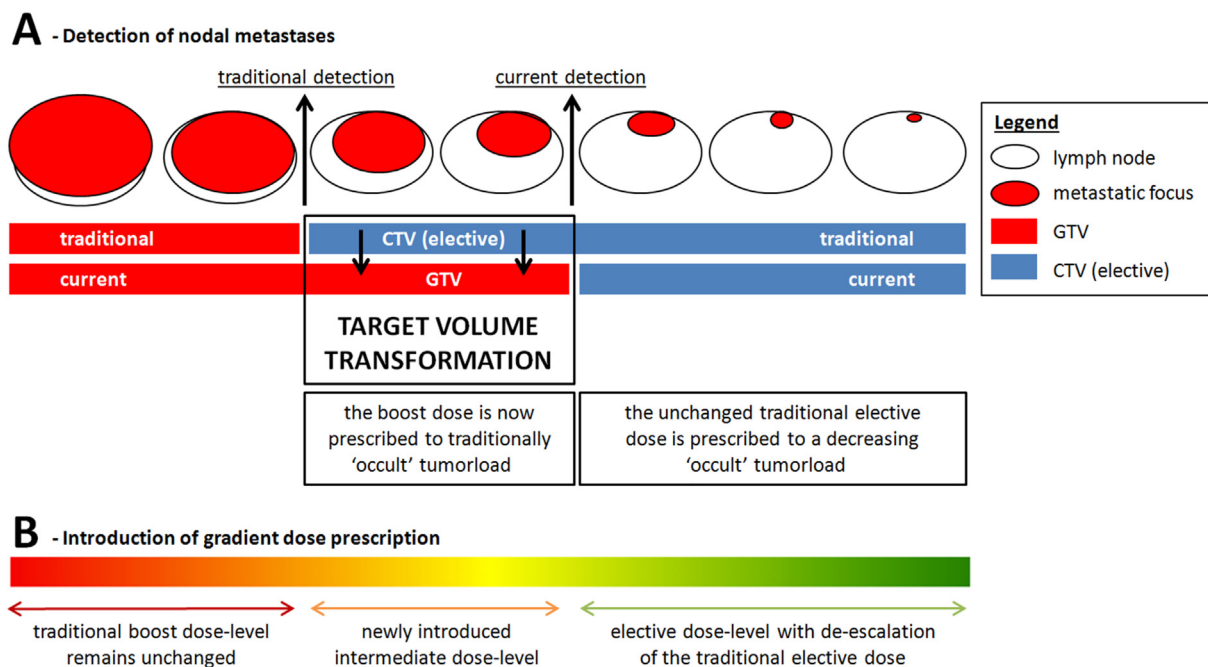 A - Detection of nodal metastases
traditional detection
current detection
Legend
lymph node
metastatic focus
GTV
CTV (elective)
traditional
CTV (elective)
traditional
current
GTV
current
TARGET VOLUME
TRANSFORMATION
the boost dose is now
prescribed to traditionally
‘occult’ tumorload
the unchanged traditional elective
dose is prescribed to a decreasing
‘occult’ tumorload
B - Introduction of gradient dose prescription
traditional boost dose-level
remains unchanged
newly introduced
intermediate dose-level
elective dose-level with de-escalation
of the traditional elective dose